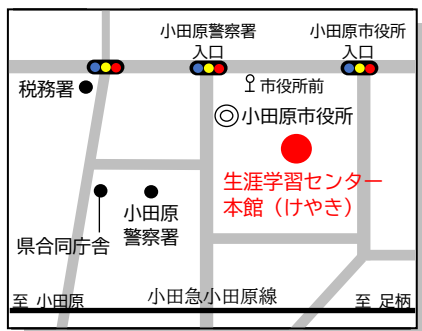 小田原警察署
入口
小田原市役所
入口
税務署
市役所前
小田原市役所
生涯学習センター
本館（けやき）
小田原
警察署
県合同庁舎
至 小田原
小田急小田原線
至 足柄